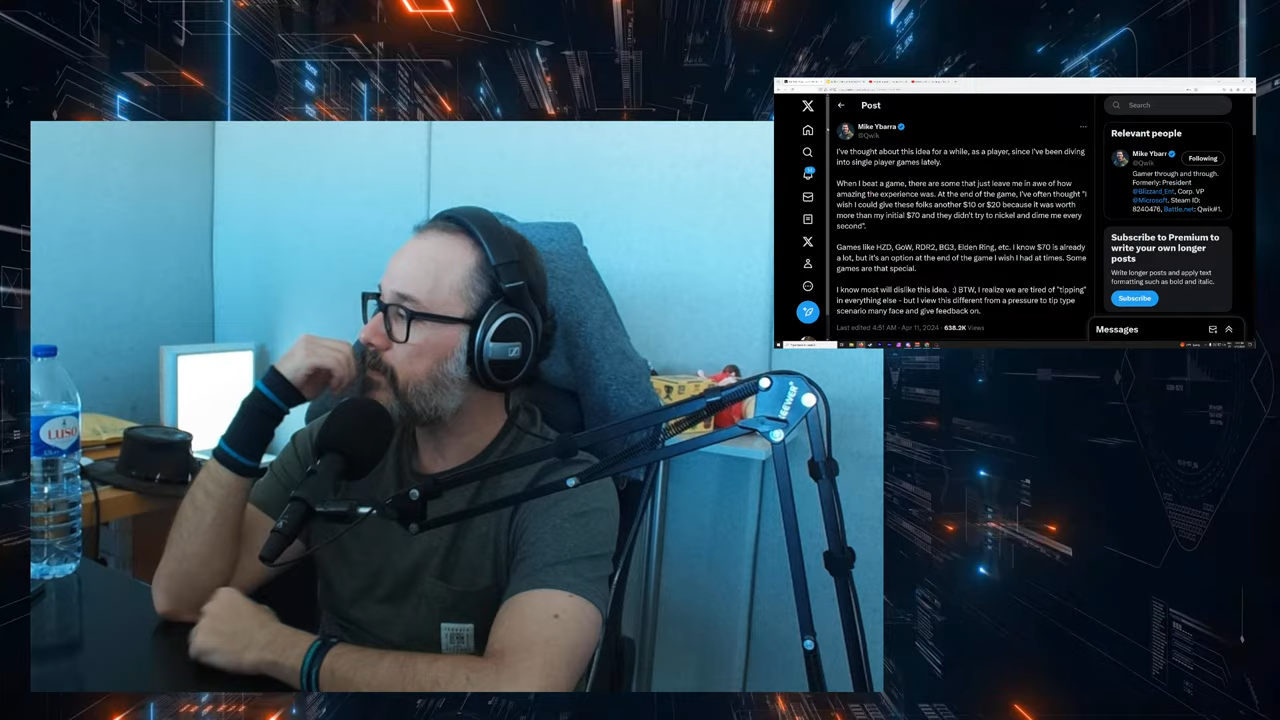 Post
Search
Mike Ybarra
@Qwik
I've thought about this idea for a while, as a player, since I've been diving
into single player games lately.
When I beat a game, there are some that just leave me in awe of how
amazing the experience was. At the end of the game, I've often thought "I
wish I could give these folks another $10 or $20 because it was worth
more than my initial $70 and they didn't try to nickel and dime me every
second".
Games like HZD, GoW, RDR2, BG3, Elden Ring, etc. I know $70 is already
a lot, but it's an option at the end of the game I wish I had at times. Some
games are that special.
I know most will dislike this idea. :) BTW, I realize we are tired of "tipping"
in everything else - but I view this different from a pressure to tip type
scenario many face and give feedback on.
Last edited 4:51 AM · Apr 11, 2024 · 638.2K Views
Relevant people
Mike Ybarr
Following
@Qwik
Gamer through and through.
Formerly: President
@Blizzard_Ent, Corp. VP
@Microsoft. Steam ID:
8240476, Battle.net: Qwik#1.
Subscribe to Premium to
write your own longer
posts
Write longer posts and apply text
formatting such as bold and italic.
Subscribe
Messages
LUSO